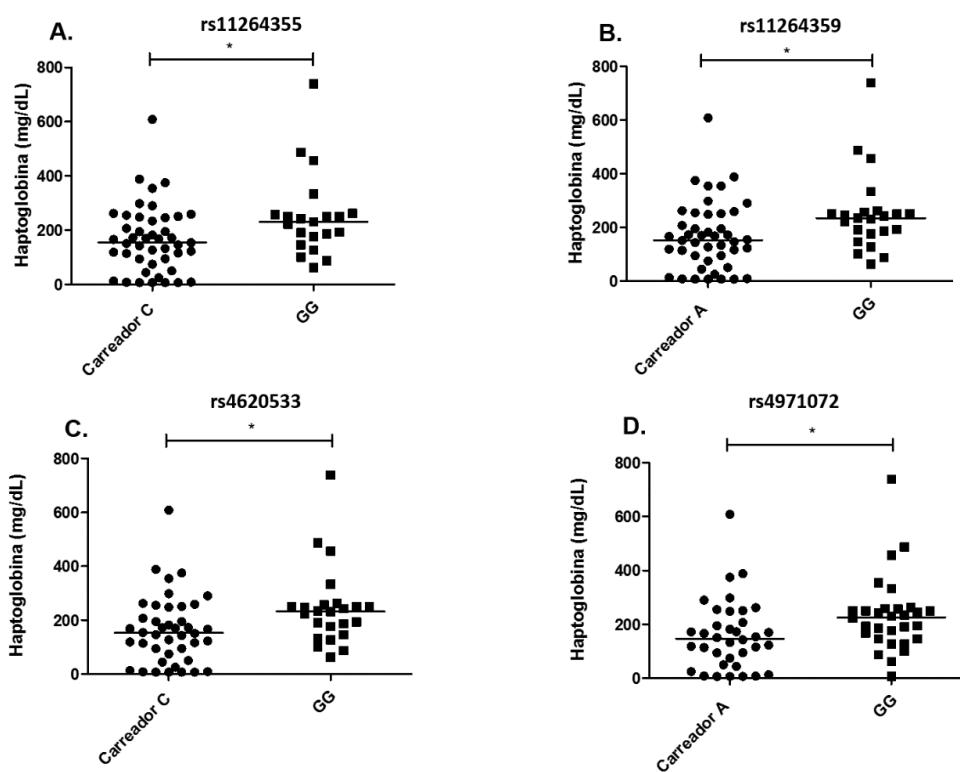 A.
rs11264355
*
Haptoglobina (mg/dL)
800
600
400
200
0
Carreador C
GG
B.
rs11264359
*
Haptoglobina (mg/dL)
800
600
400
200
0
Carreador A
GG
C.
rs4620533
*
Haptoglobina (mg/dL)
800
600
400
200
0
Carreador C
GG
D.
rs4971072
*
Haptoglobina (mg/dL)
800
600
400
200
0
Carreador A
GG